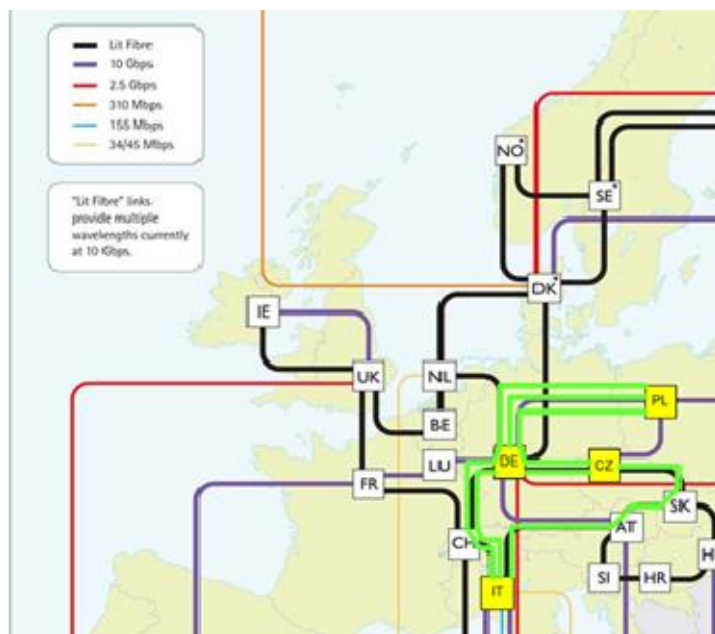 Lit Fibre
10 Gbps
2.5 Gbps
310 Mbps
155 Mbps
34/45 Mbps
"Lit Fibre" links
provide multiple
wavelengths currently
at 10 Gbps.
NO*
SE*
DK*
IE
UK
NL
PL
BE
LU
DE
CZ
FR
SK
AT
CH
H
IT
SI
HR